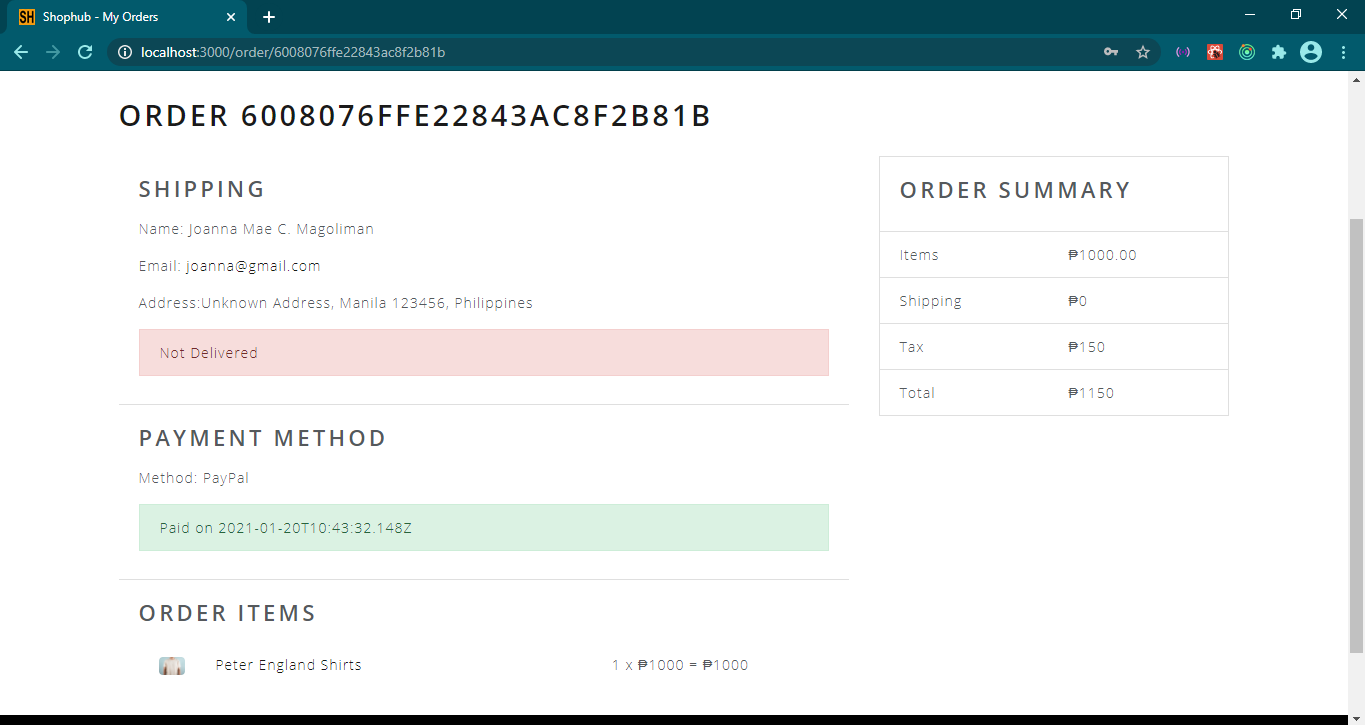 SH Shophub - My Orders
localhost:3000/order/6008076ffe22843ac8f2b81b
ORDER 6008076FFE22843AC8F2B81B
SHIPPING
Name: Joanna Mae C. Magoliman
Email: joanna@gmail.com
Address:Unknown Address, Manila 123456, Philippines
Not Delivered
PAYMENT METHOD
Method: PayPal
Paid on 2021-01-20T10:43:32.148Z
ORDER ITEMS
Peter England Shirts 1 x ₱1000 = ₱1000
ORDER SUMMARY
Items ₱1000.00
Shipping ₱0
Tax ₱150
Total ₱1150